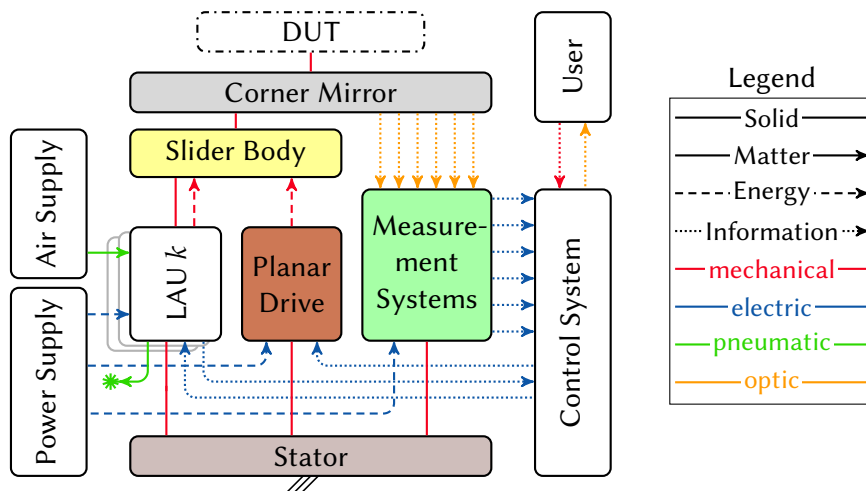 DUT
Corner Mirror
User
Slider Body
Air Supply
LAU k
Planar
Drive
Measure-
ment
Systems
Control System
Power Supply
Stator
Legend
Solid
Matter
Energy
Information
mechanical
electric
pneumatic
optic